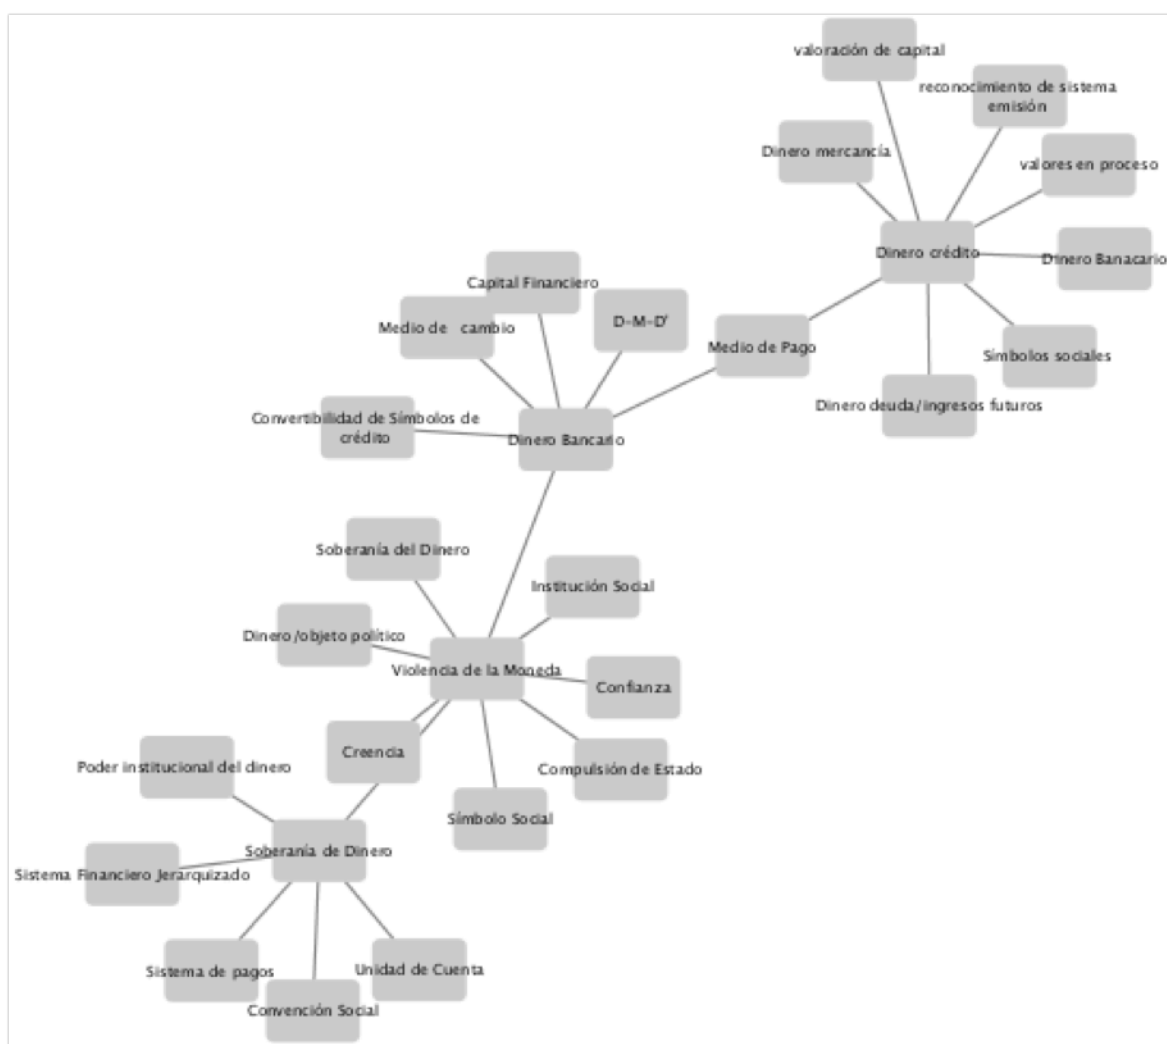 valoración de capital
reconocimiento de sistema
emisión
Dinero mercancía
valores en proceso
Dinero crédito
Dinero Banacario
Capital Financiero
Medio de cambio
D-M-D'
Medio de Pago
Símbolos sociales
Dinero deuda/ingresos futuros
Convertibilidad de Símbolos de
crédito
Dinero Bancario
Soberanía del Dinero
Institución Social
Dinero/objeto político
Violencia de la Moneda
Confianza
Creencia
Compulsión de Estado
Poder institucional del dinero
Símbolo Social
Soberanía de Dinero
Sistema Financiero Jerarquizado
Sistema de pagos
Unidad de Cuenta
Convención Social